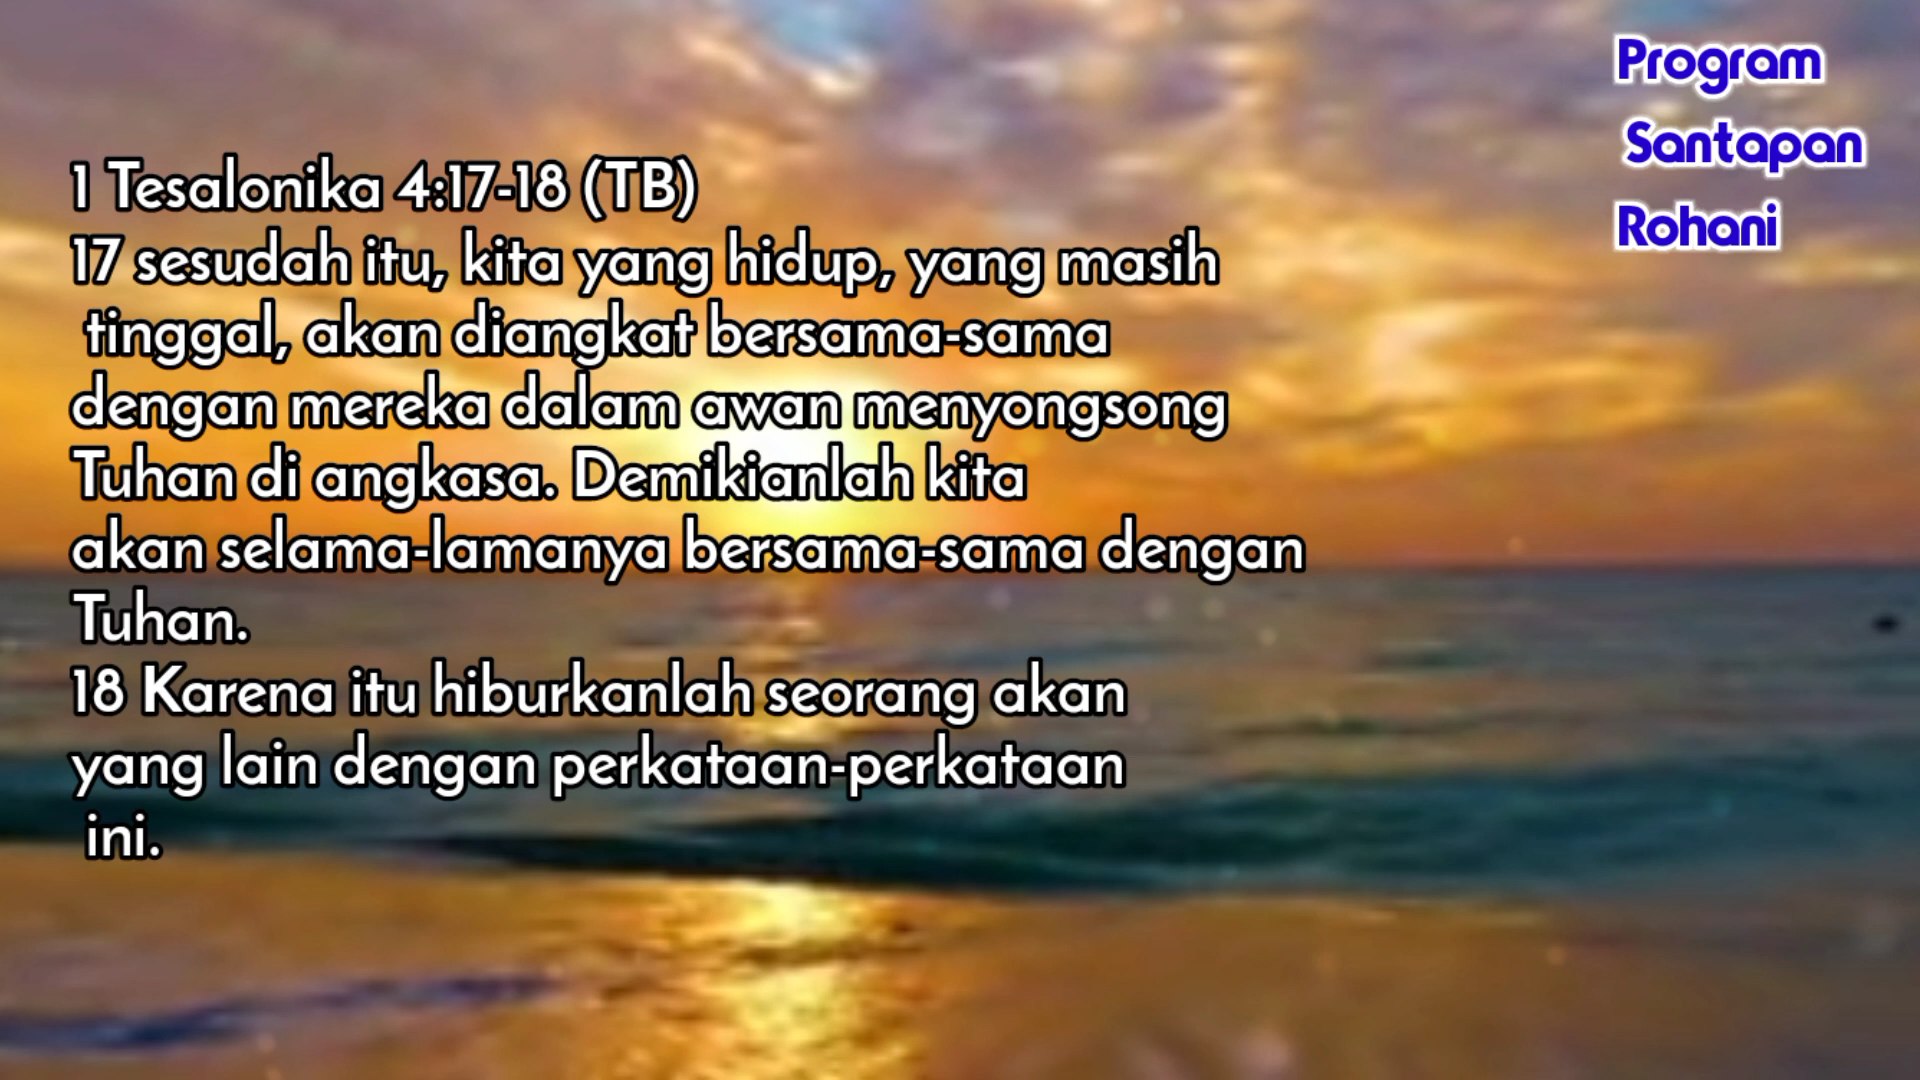 1 Tesalonika 4:17-18 (TB)
17 sesudah itu, kita yang hidup, yang masih
tinggal, akan diangkat bersama-sama
dengan mereka dalam awan menyongsong
Tuhan di angkasa. Demikianlah kita
akan selama-lamanya bersama-sama dengan
Tuhan.
18 Karena itu hiburkanlah seorang akan
yang lain dengan perkataan-perkataan
ini.
Program
Santapan
Rohani